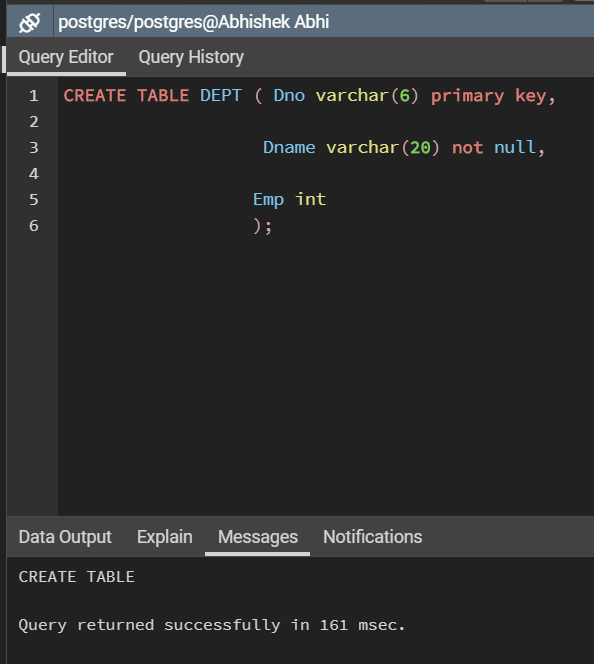 postgres/postgres@Abhishek Abhi
Query Editor Query History
1 CREATE TABLE DEPT ( Dno varchar(6) primary key,
2
3 Dname varchar(20) not null,
4
5 Emp int
6 );
Data Output Explain Messages Notifications
CREATE TABLE
Query returned successfully in 161 msec.